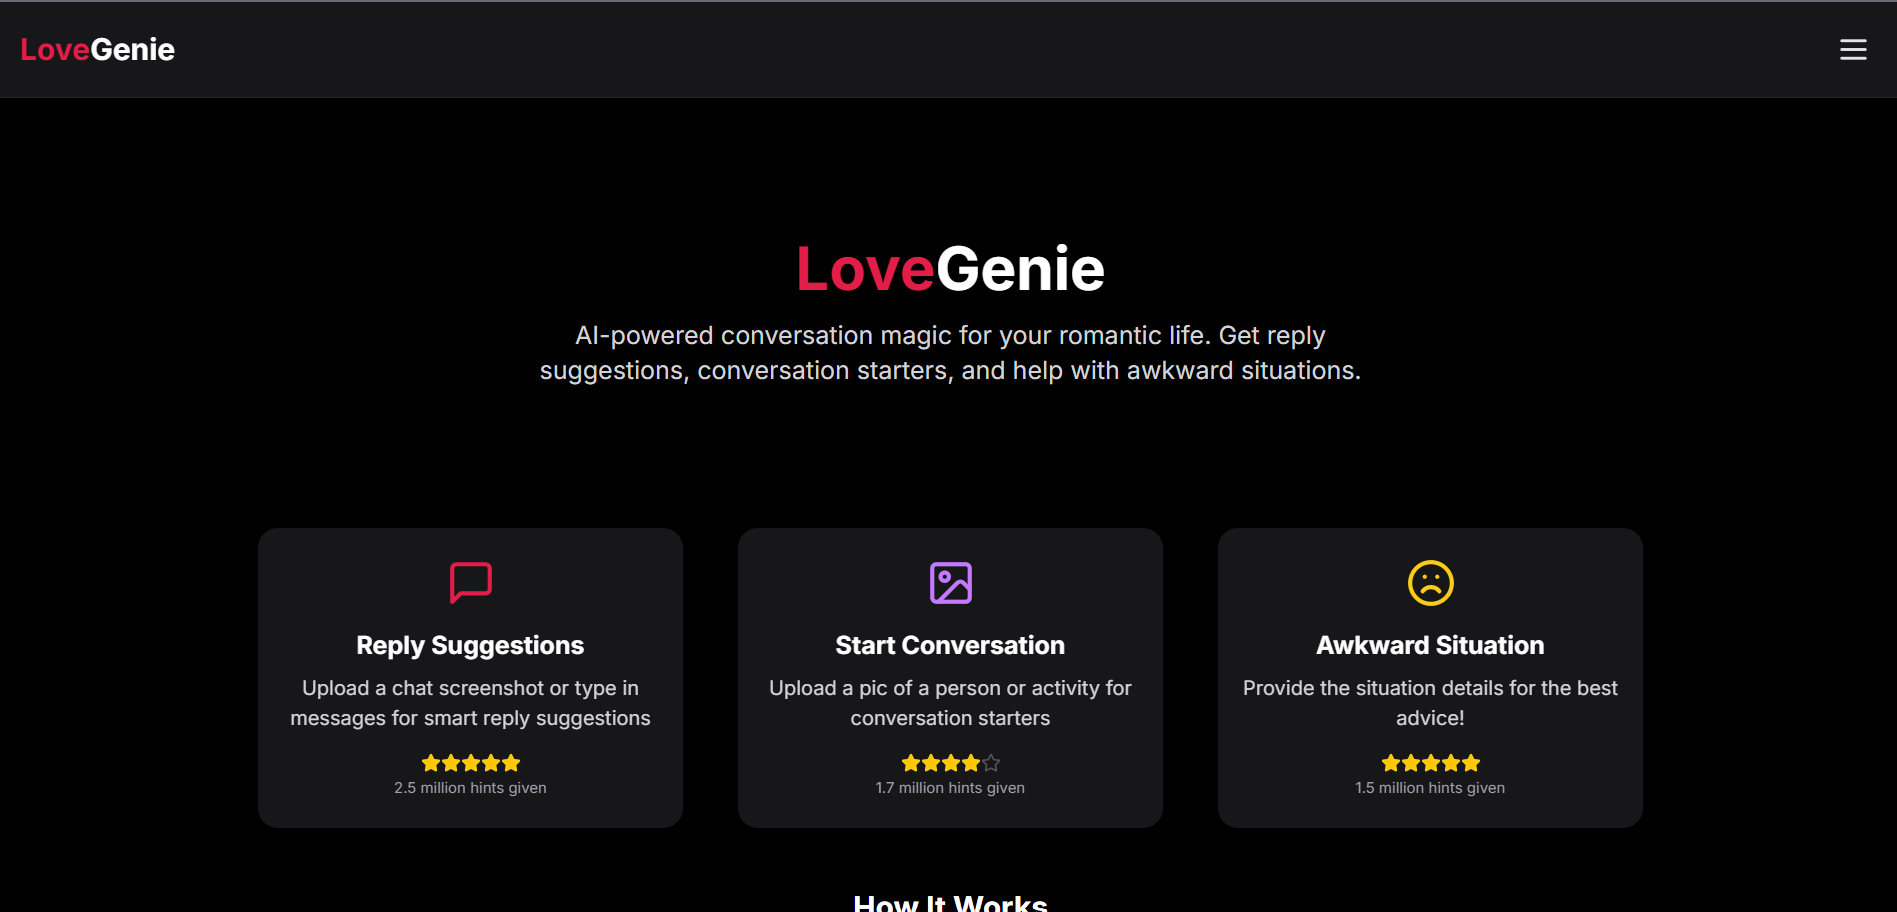 LoveGenie
LoveGenie
AI-powered conversation magic for your romantic life. Get reply
suggestions, conversation starters, and help with awkward situations.
Reply Suggestions
Upload a chat screenshot or type in
messages for smart reply suggestions
2.5 million hints given
Start Conversation
Upload a pic of a person or activity for
conversation starters
1.7 million hints given
Awkward Situation
Provide the situation details for the best
advice!
1.5 million hints given
How It Works